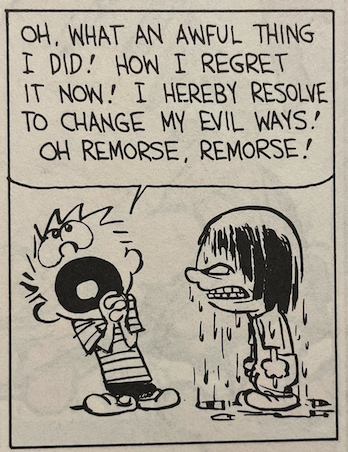 OH, WHAT AN AWFUL THING
I DID! HOW I REGRET
IT NOW! I HEREBY RESOLVE
TO CHANGE MY EVIL WAYS!
OH REMORSE, REMORSE!